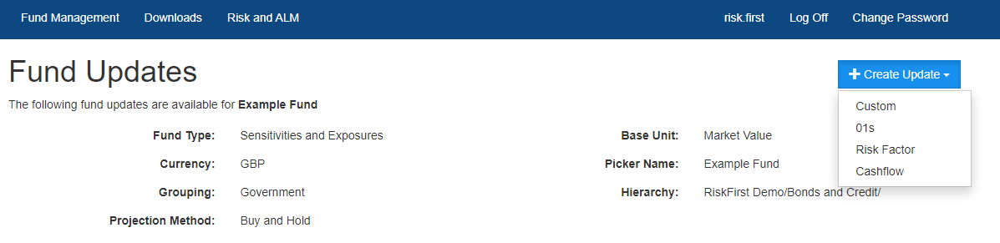 Fund Management Downloads Risk and ALM risk.first Log Off Change Password
Fund Updates
Create Update
The following fund updates are available for Example Fund
Custom
01s
Risk Factor
Cashflow
Fund Type: Sensitivities and Exposures Base Unit: Market Value
Currency: GBP Picker Name: Example Fund
Grouping: Government Hierarchy: RiskFirst Demo/Bonds and Credit/
Projection Method: Buy and Hold